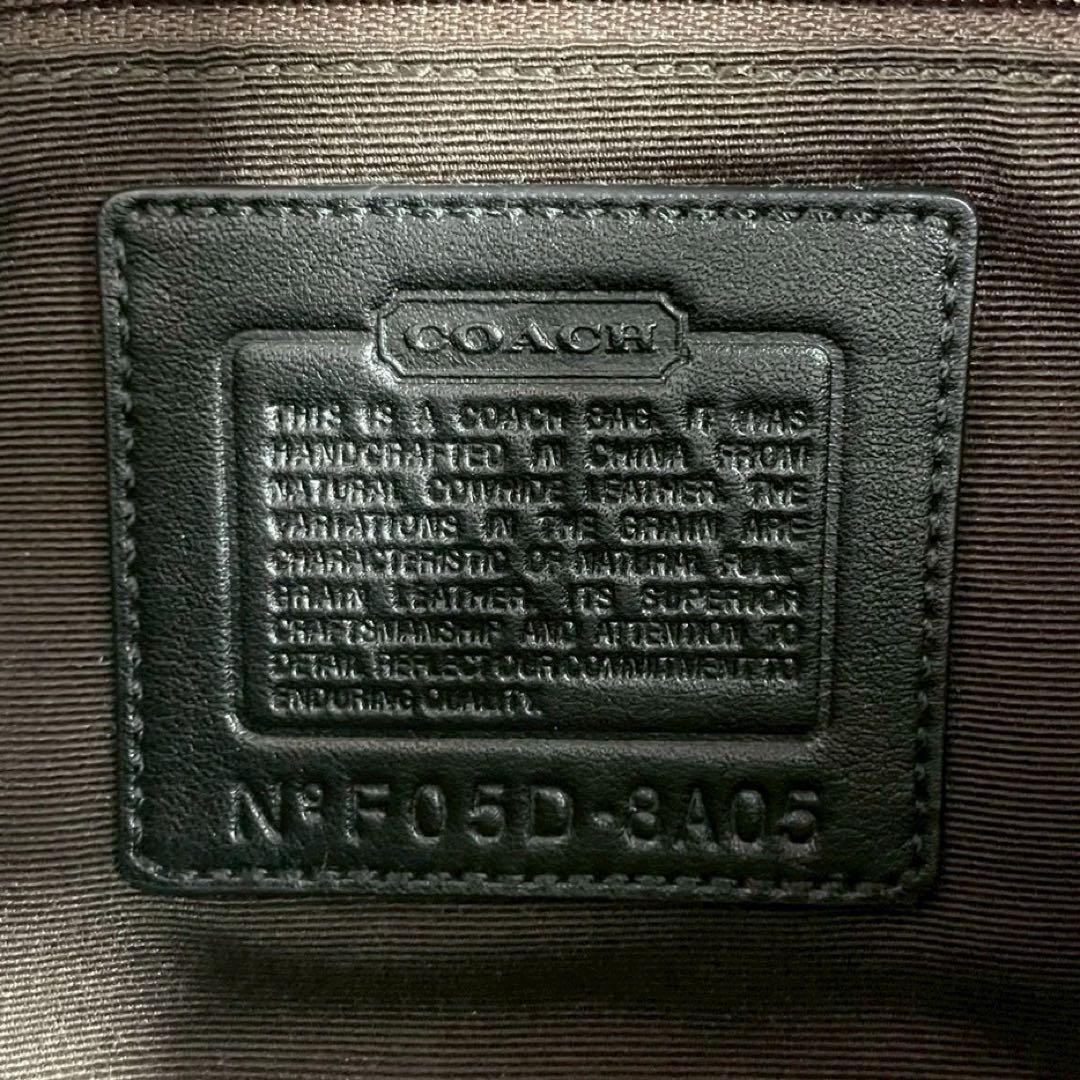 COACH
THIS IS A COACH BAG. IT WAS
HANDCRAFTED IN CHINA FROM
NATURAL COWHIDE LEATHER. THE
VARIATIONS IN THE GRAIN ARE
CHARACTERISTIC OF NATURAL FULL-
GRAIN LEATHER. ITS SUPERIOR
CRAFTSMANSHIP AND ATTENTION TO
DETAIL REFLECT OUR COMMITMENT TO
ENDURING QUALITY.
Nº F05D-8A05